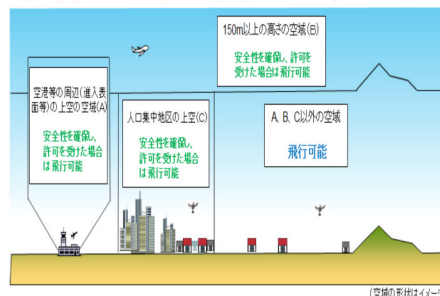 150m以上の高さの空域(B)
安全性を確保し、許可を
受けた場合は飛行可能
空港等の周辺(進入表
面等)の上空の空域(A)
安全性を確保し、
許可を受けた場合
は飛行可能
人口集中地区の上空(C)
安全性を確保し、
許可を受けた場合
は飛行可能
A、B、C以外の空域
飛行可能
(空域の形状はイメージ